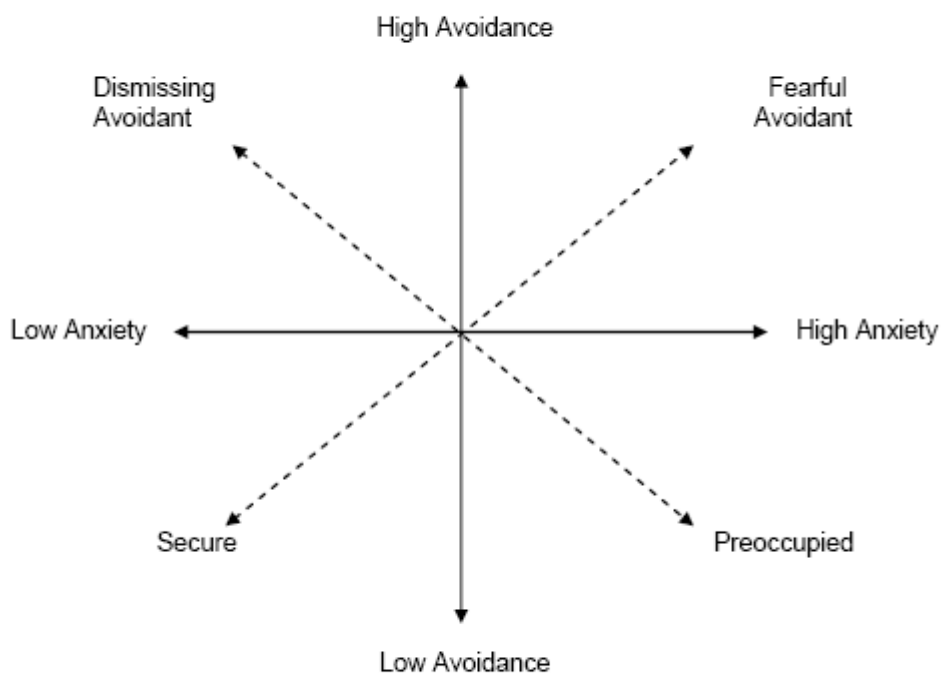 High Avoidance
Dismissing
Avoidant
Fearful
Avoidant
Low Anxiety
High Anxiety
Secure
Preoccupied
Low Avoidance